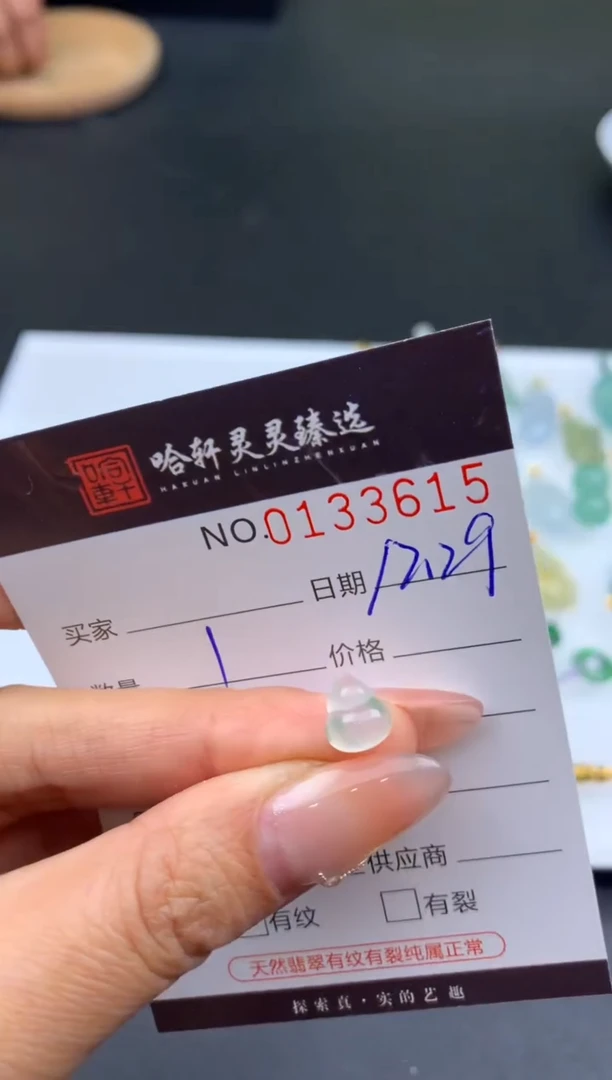 哈轩
哈轩灵灵臻选
HAXUAN LINLINZHENXUAN
NO.0133615
日期 12.29
买家
数量 1 价格
供应商
有纹 有裂
天然翡翠有纹有裂纯属正常
探索真·实的艺趣